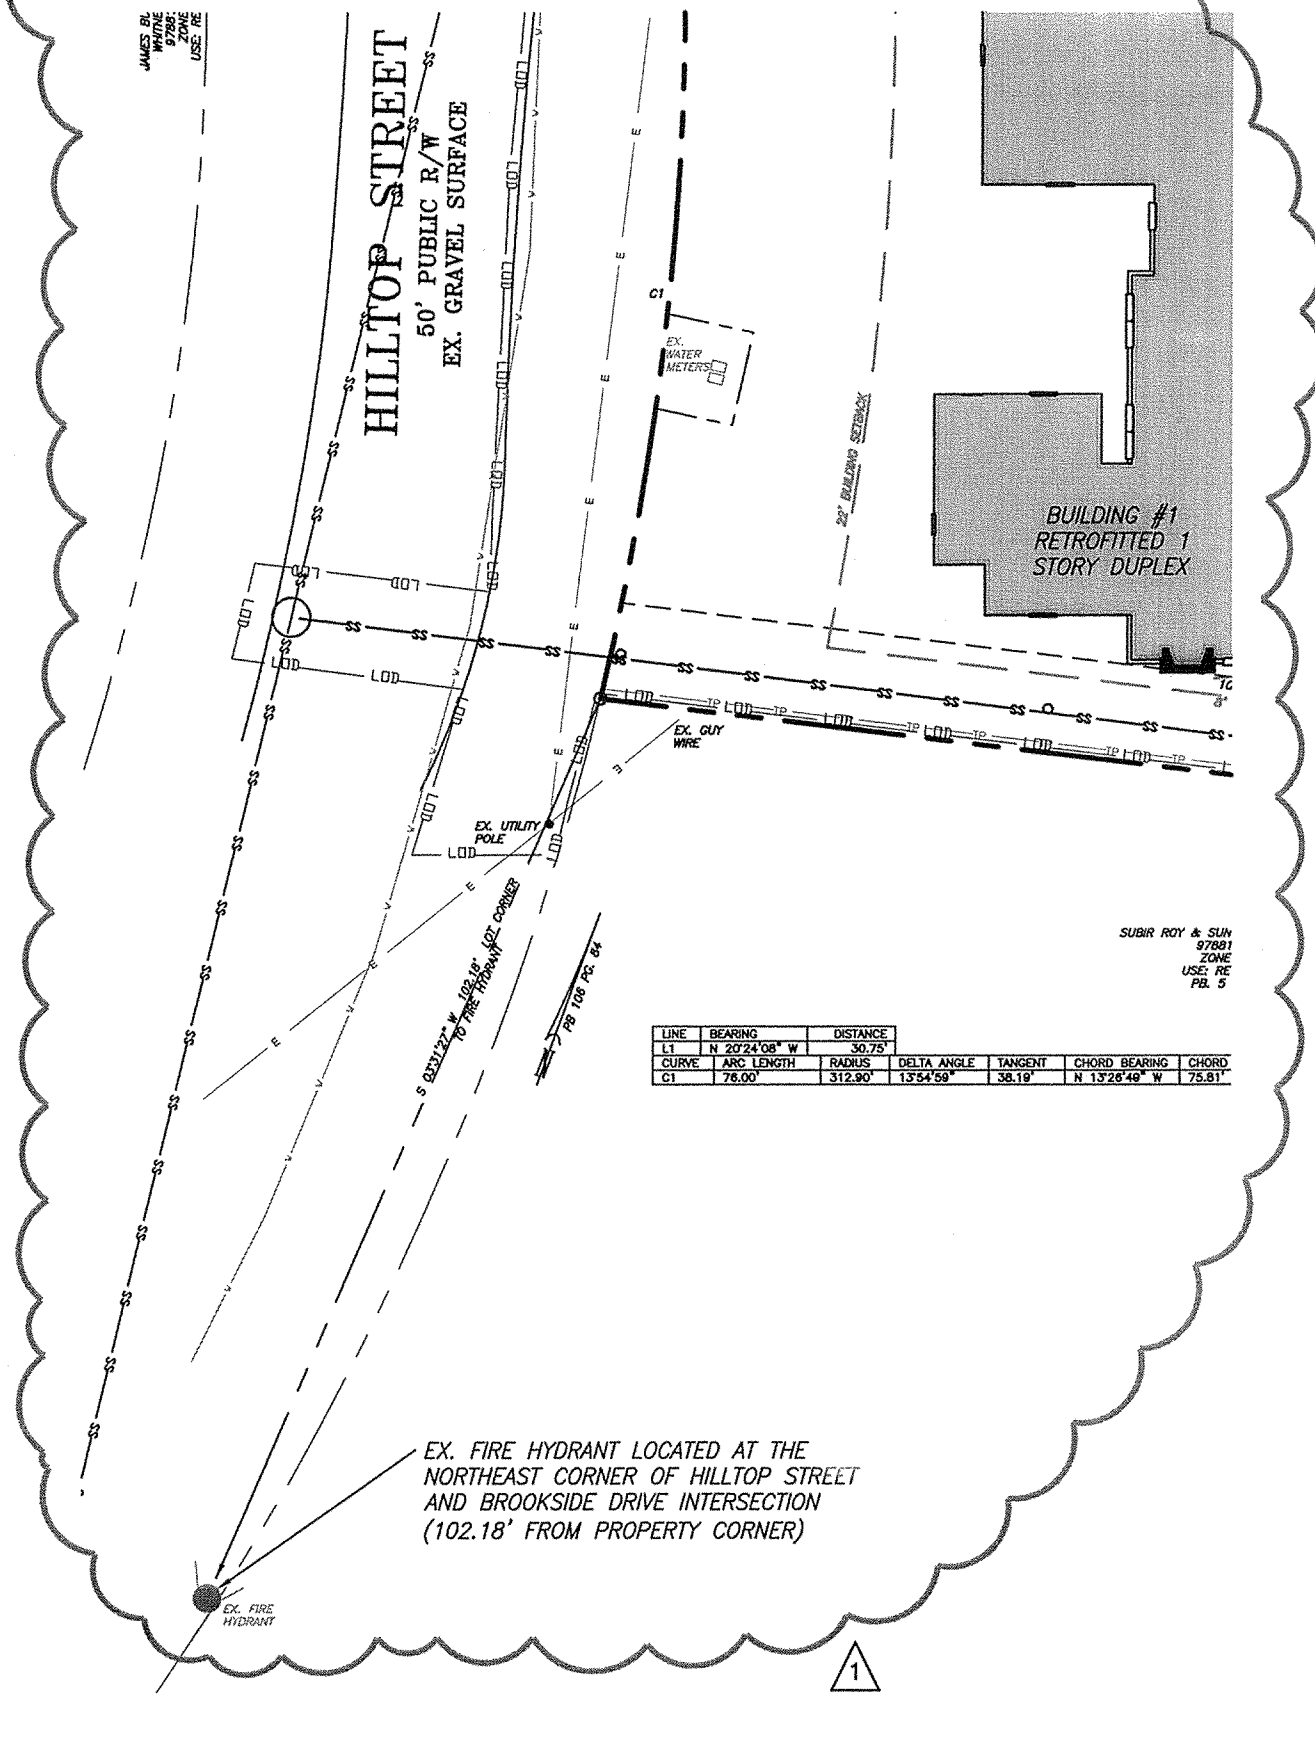 JAMES BL
WHITNE
9788
ZONE
USE: RE
HILLTOP STREET
50' PUBLIC R/W
EX. GRAVEL SURFACE
C1
EX.
WATER
METERS
22' BUILDING SETBACK
BUILDING #1
RETROFITTED 1
STORY DUPLEX
EX. GUY
WIRE
EX. UTILITY
POLE
S 03°31'27" W 102.18' LOT CORNER
TO FIRE HYDRANT
PB 106 PG. 84
SUBIR ROY & SUN
97881
ZONE
USE: RE
PB. 5
LINE BEARING DISTANCE
L1 N 20°24'08" W 30.75'
CURVE ARC LENGTH RADIUS DELTA ANGLE TANGENT CHORD BEARING CHORD
C1 76.00' 312.90' 13°54'59" 38.19' N 13°26'49" W 75.81'
EX. FIRE HYDRANT LOCATED AT THE
NORTHEAST CORNER OF HILLTOP STREET
AND BROOKSIDE DRIVE INTERSECTION
(102.18' FROM PROPERTY CORNER)
EX. FIRE
HYDRANT
1